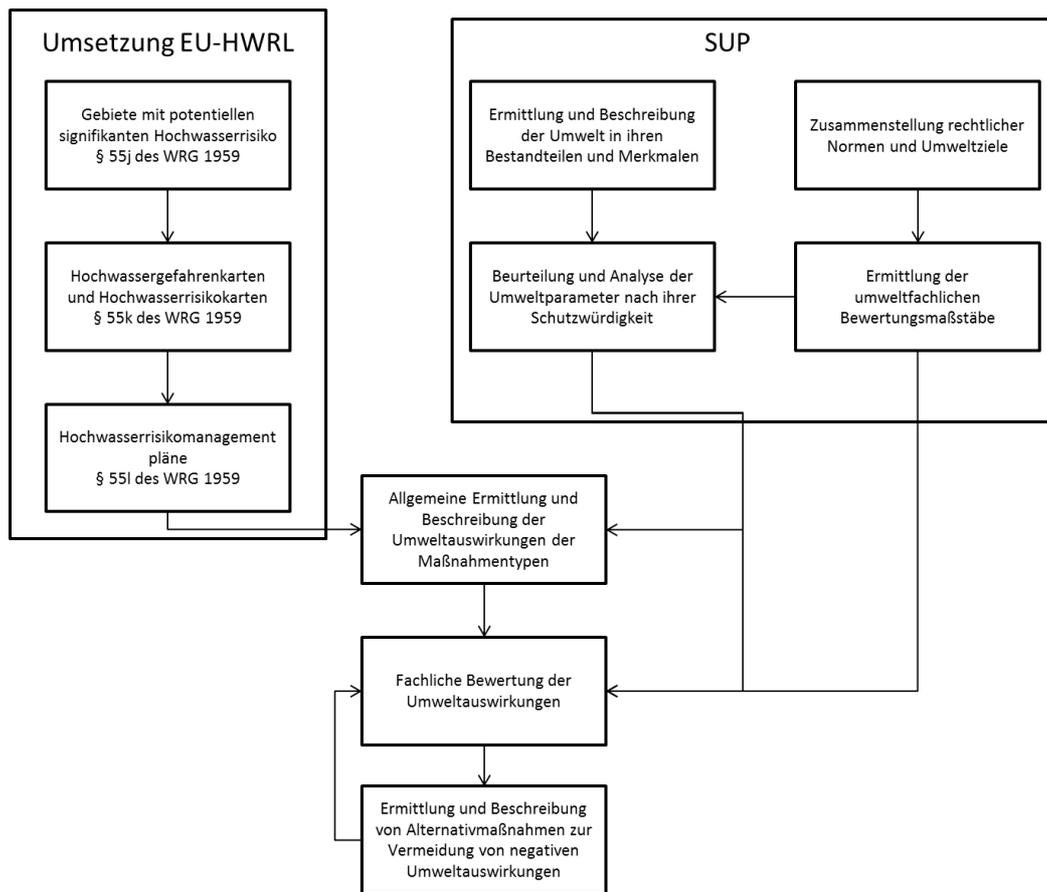 Umsetzung EU-HWRL
Gebiete mit potentiellen
signifikanten Hochwasserrisiko
§ 55j des WRG 1959
Hochwassergefahrenkarten
und Hochwasserrisikokarten
§ 55k des WRG 1959
Hochwasserrisikomanagement
pläne
§ 55l des WRG 1959
SUP
Ermittlung und Beschreibung
der Umwelt in ihren
Bestandteilen und Merkmalen
Zusammenstellung rechtlicher
Normen und Umweltziele
Beurteilung und Analyse der
Umweltparameter nach ihrer
Schutzwürdigkeit
Ermittlung der
umweltfachlichen
Bewertungsmaßstäbe
Allgemeine Ermittlung und
Beschreibung der
Umweltauswirkungen der
Maßnahmentypen
Fachliche Bewertung der
Umweltauswirkungen
Ermittlung und Beschreibung
von Alternativmaßnahmen zur
Vermeidung von negativen
Umweltauswirkungen